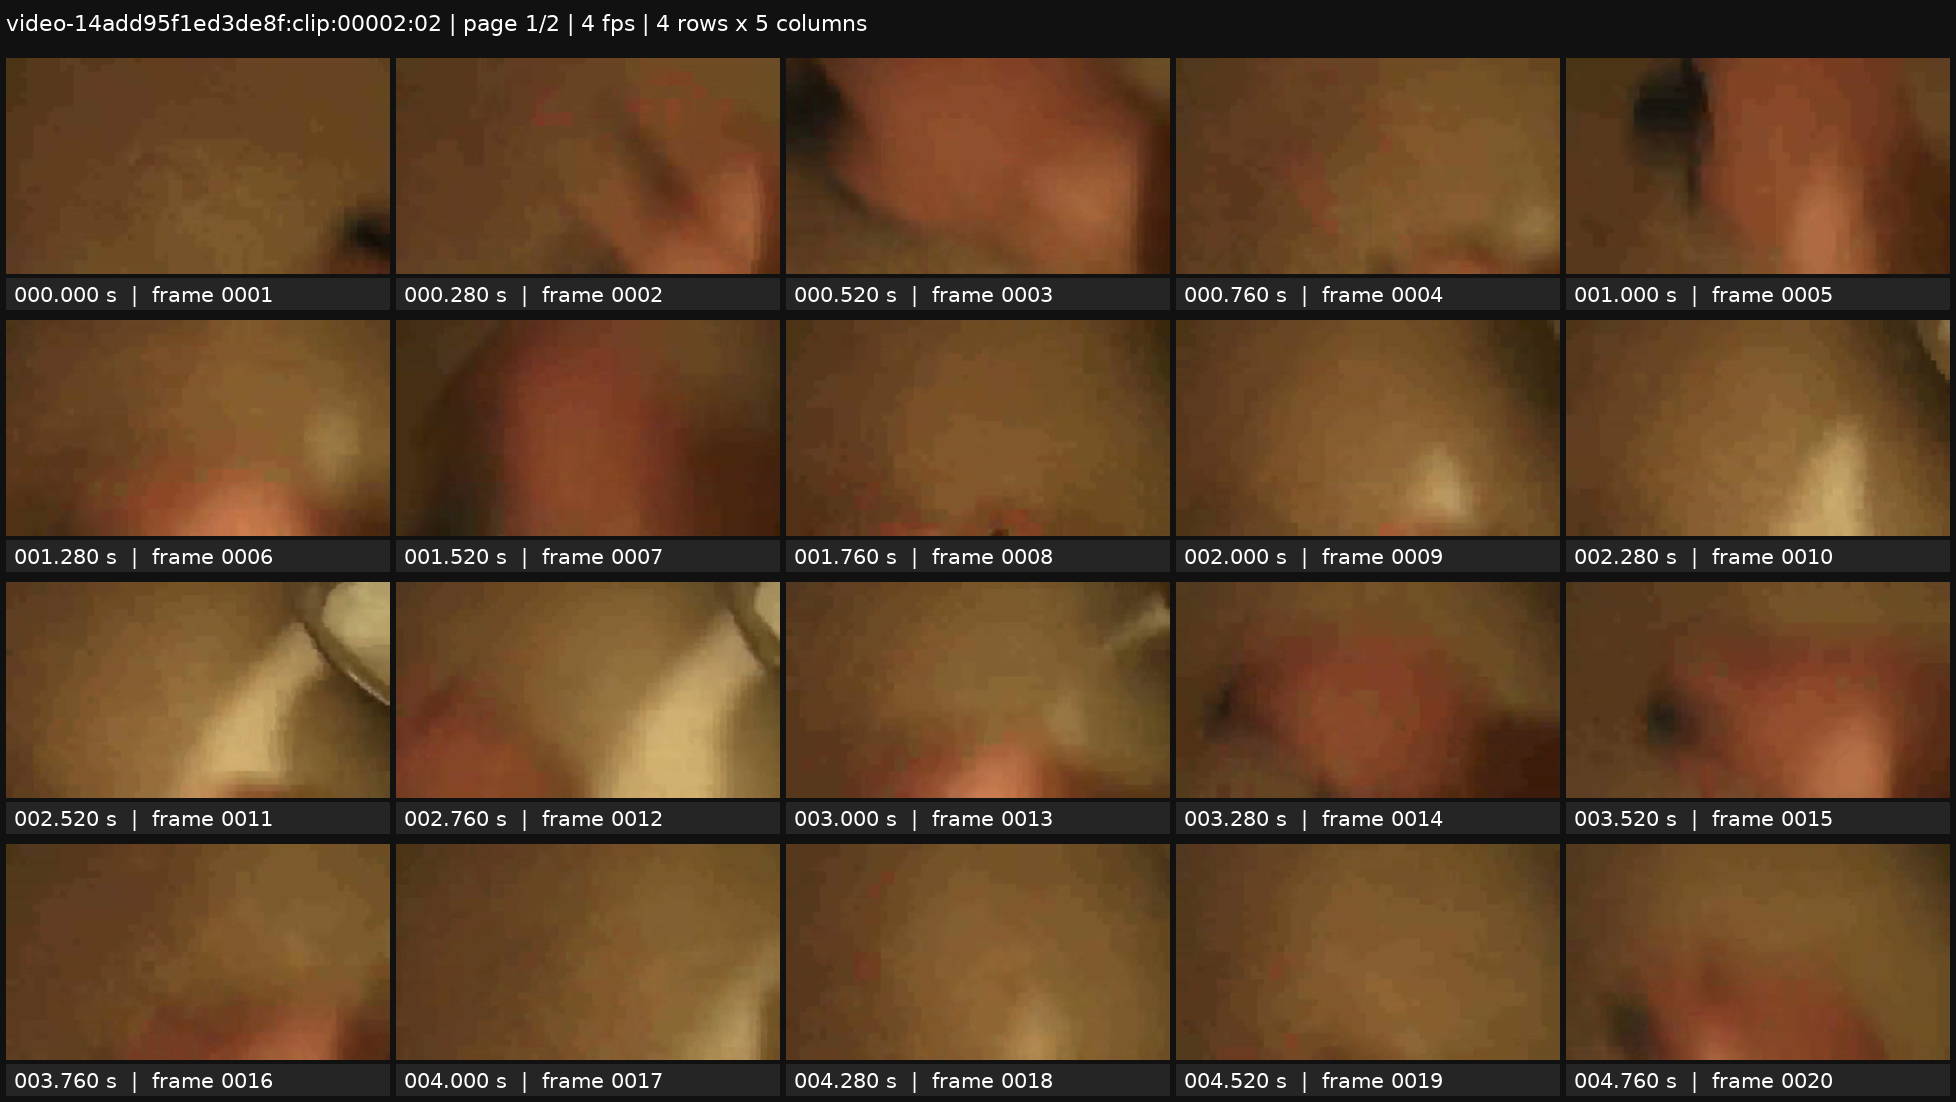 video-14add95f1ed3de8f:clip:00002:02 | page 1/2 | 4 fps | 4 rows x 5 columns
000.000 s | frame 0001
000.280 s | frame 0002
000.520 s | frame 0003
000.760 s | frame 0004
001.000 s | frame 0005
001.280 s | frame 0006
001.520 s | frame 0007
001.760 s | frame 0008
002.000 s | frame 0009
002.280 s | frame 0010
002.520 s | frame 0011
002.760 s | frame 0012
003.000 s | frame 0013
003.280 s | frame 0014
003.520 s | frame 0015
003.760 s | frame 0016
004.000 s | frame 0017
004.280 s | frame 0018
004.520 s | frame 0019
004.760 s | frame 0020